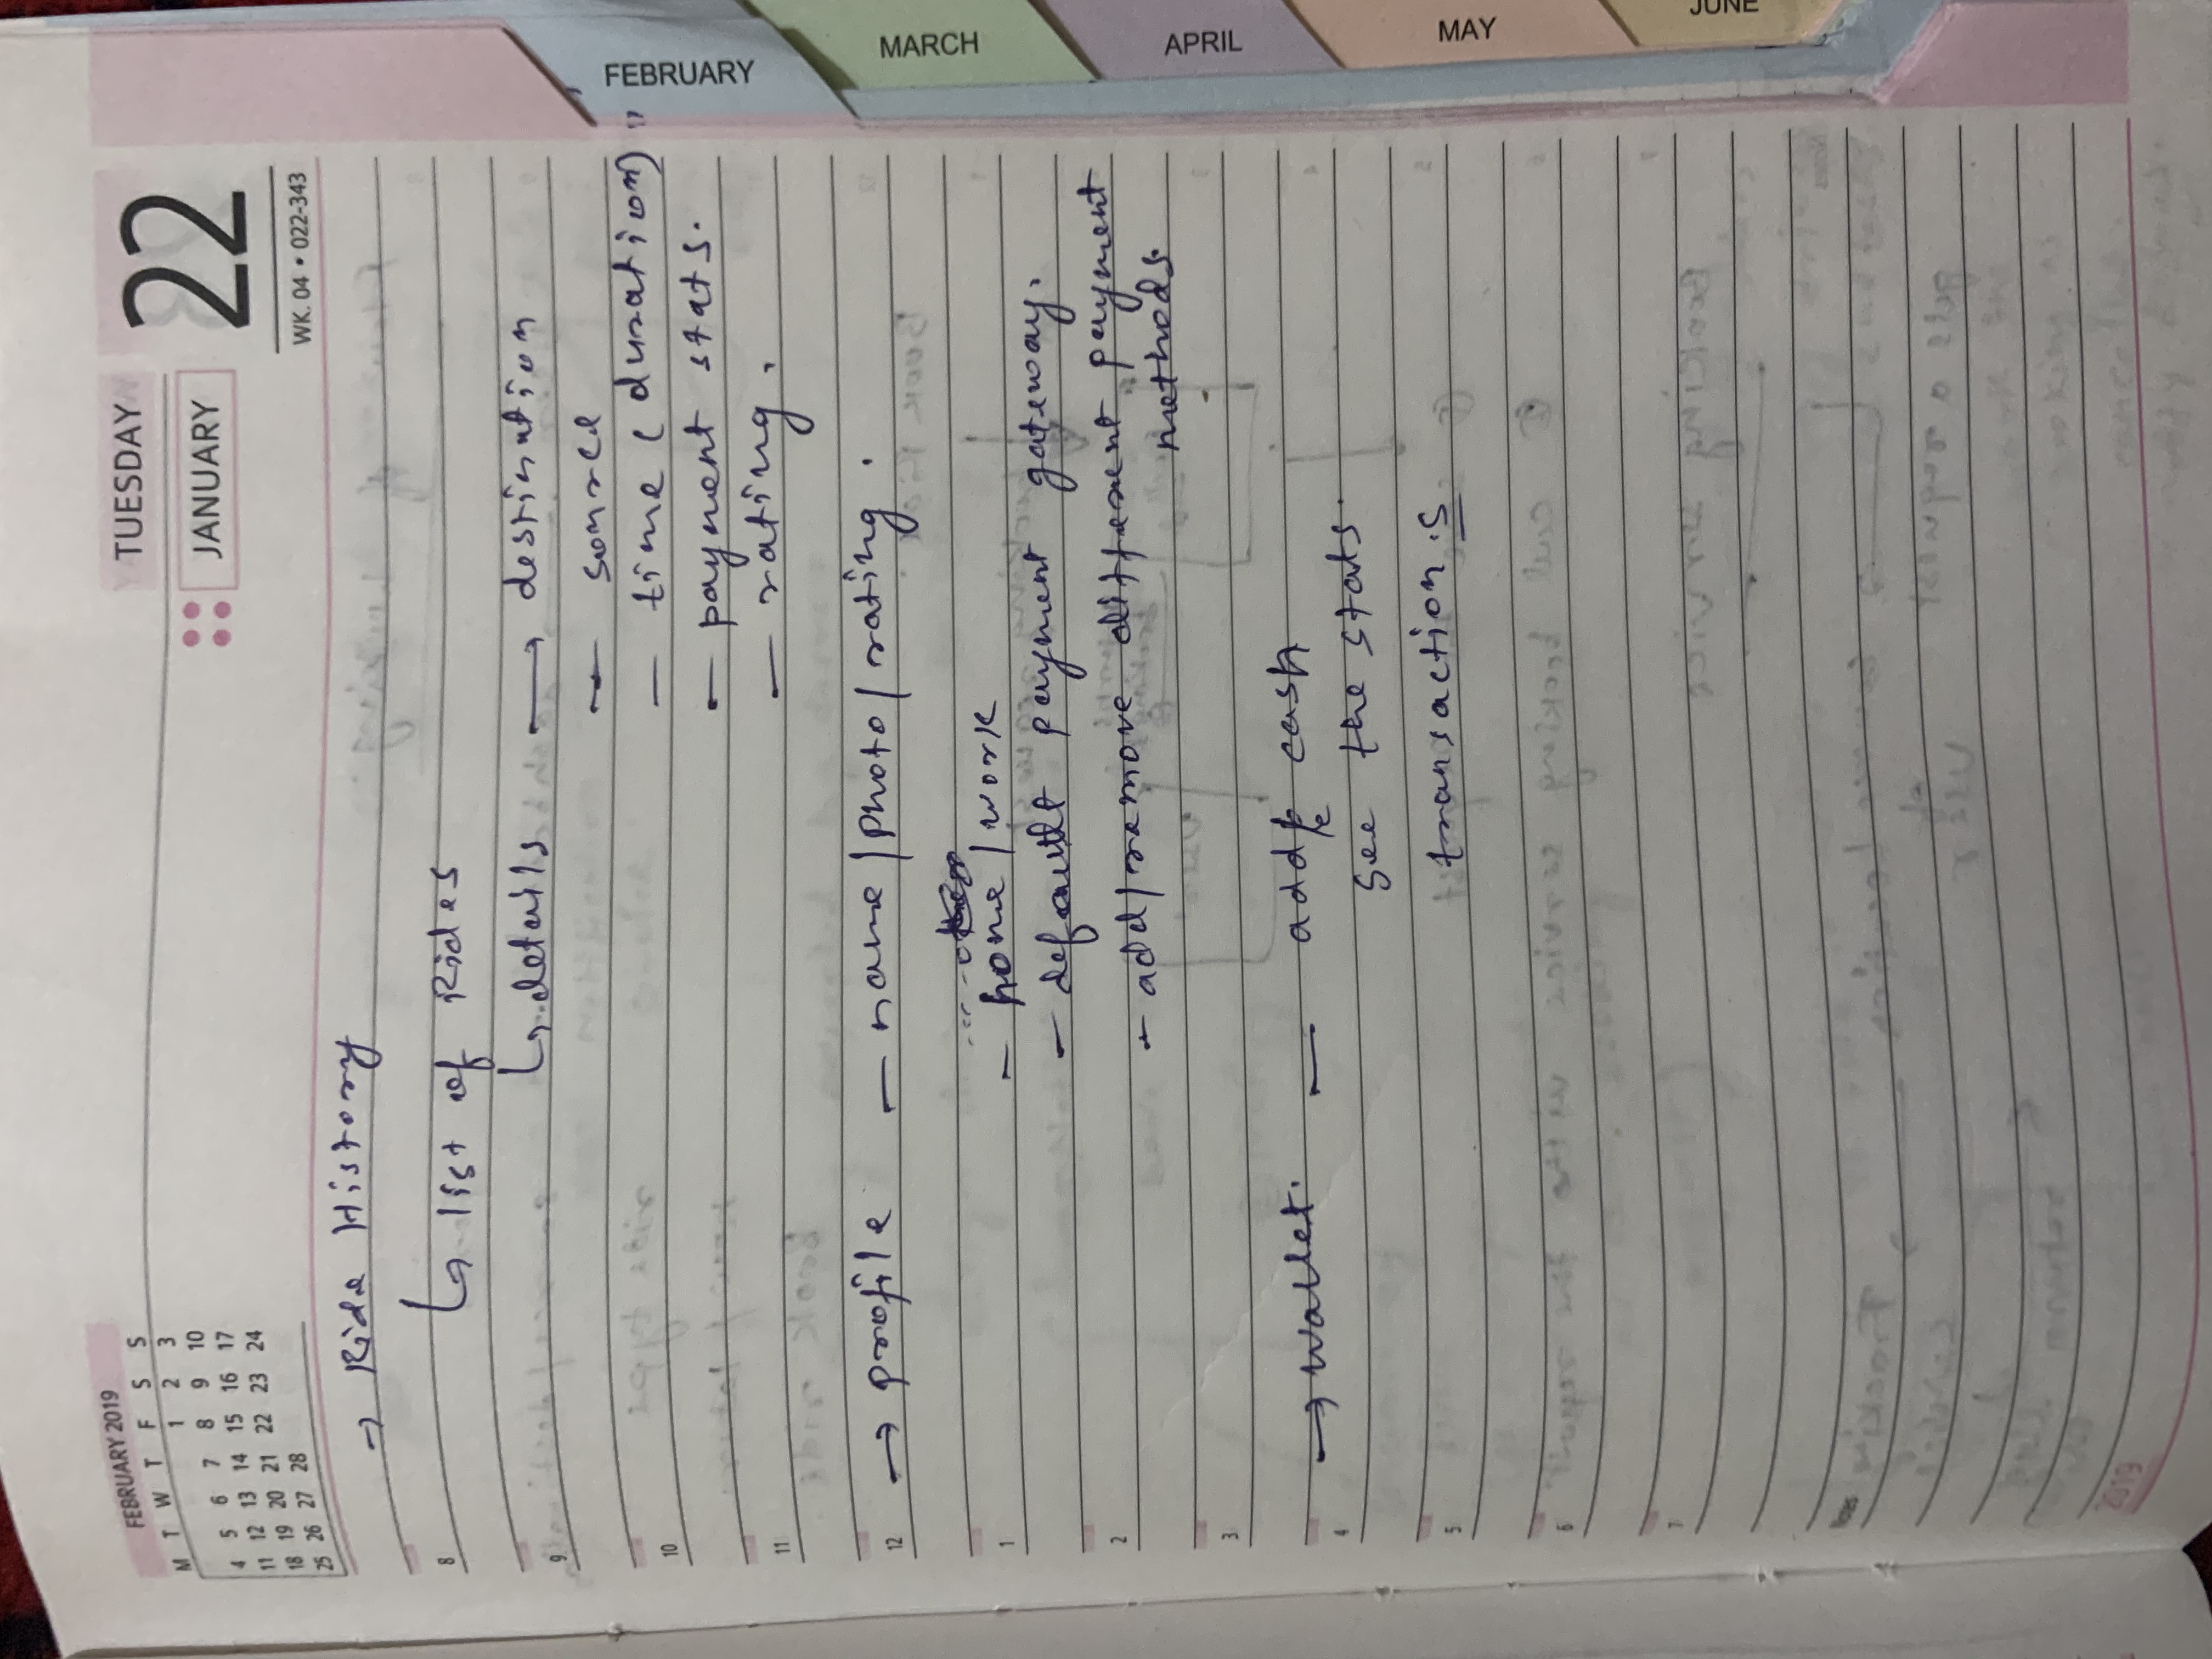 FEBRUARY 2019
M T W T F S S
1 2 3
4 5 6 7 8 9 10
11 12 13 14 15 16 17
18 19 20 21 22 23 24
25 26 27 28
TUESDAY
JANUARY
22
WK. 04 • 022-343
→ Ride History
8
↳ list of Rides
9
↳ details → destination
— source
10
— time (duration)
— payment stats.
11
— rating.
12 → profile — name/photo/rating.
1
— home/work
— default payment gateway.
2
— add/remove different payment
methods.
3
→ wallet. — add cash
4
See the stats.
5
transactions
6
7
2019
FEBRUARY
MARCH
APRIL
MAY
JUNE